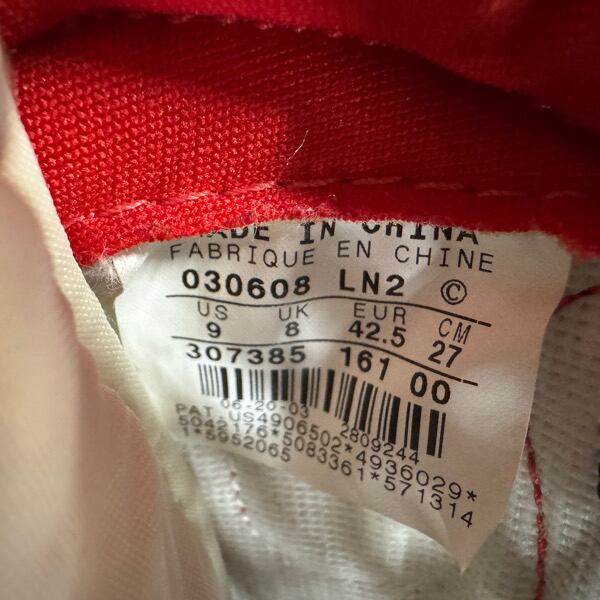 MADE IN CHINA
FABRIQUE EN CHINE
030608 LN2 ©
US UK EUR CM
9 8 42.5 27
307385 161 00
06-20-03 2809244
PAT US4906502*4936029*
5042176*5083361*571314
1*5952065